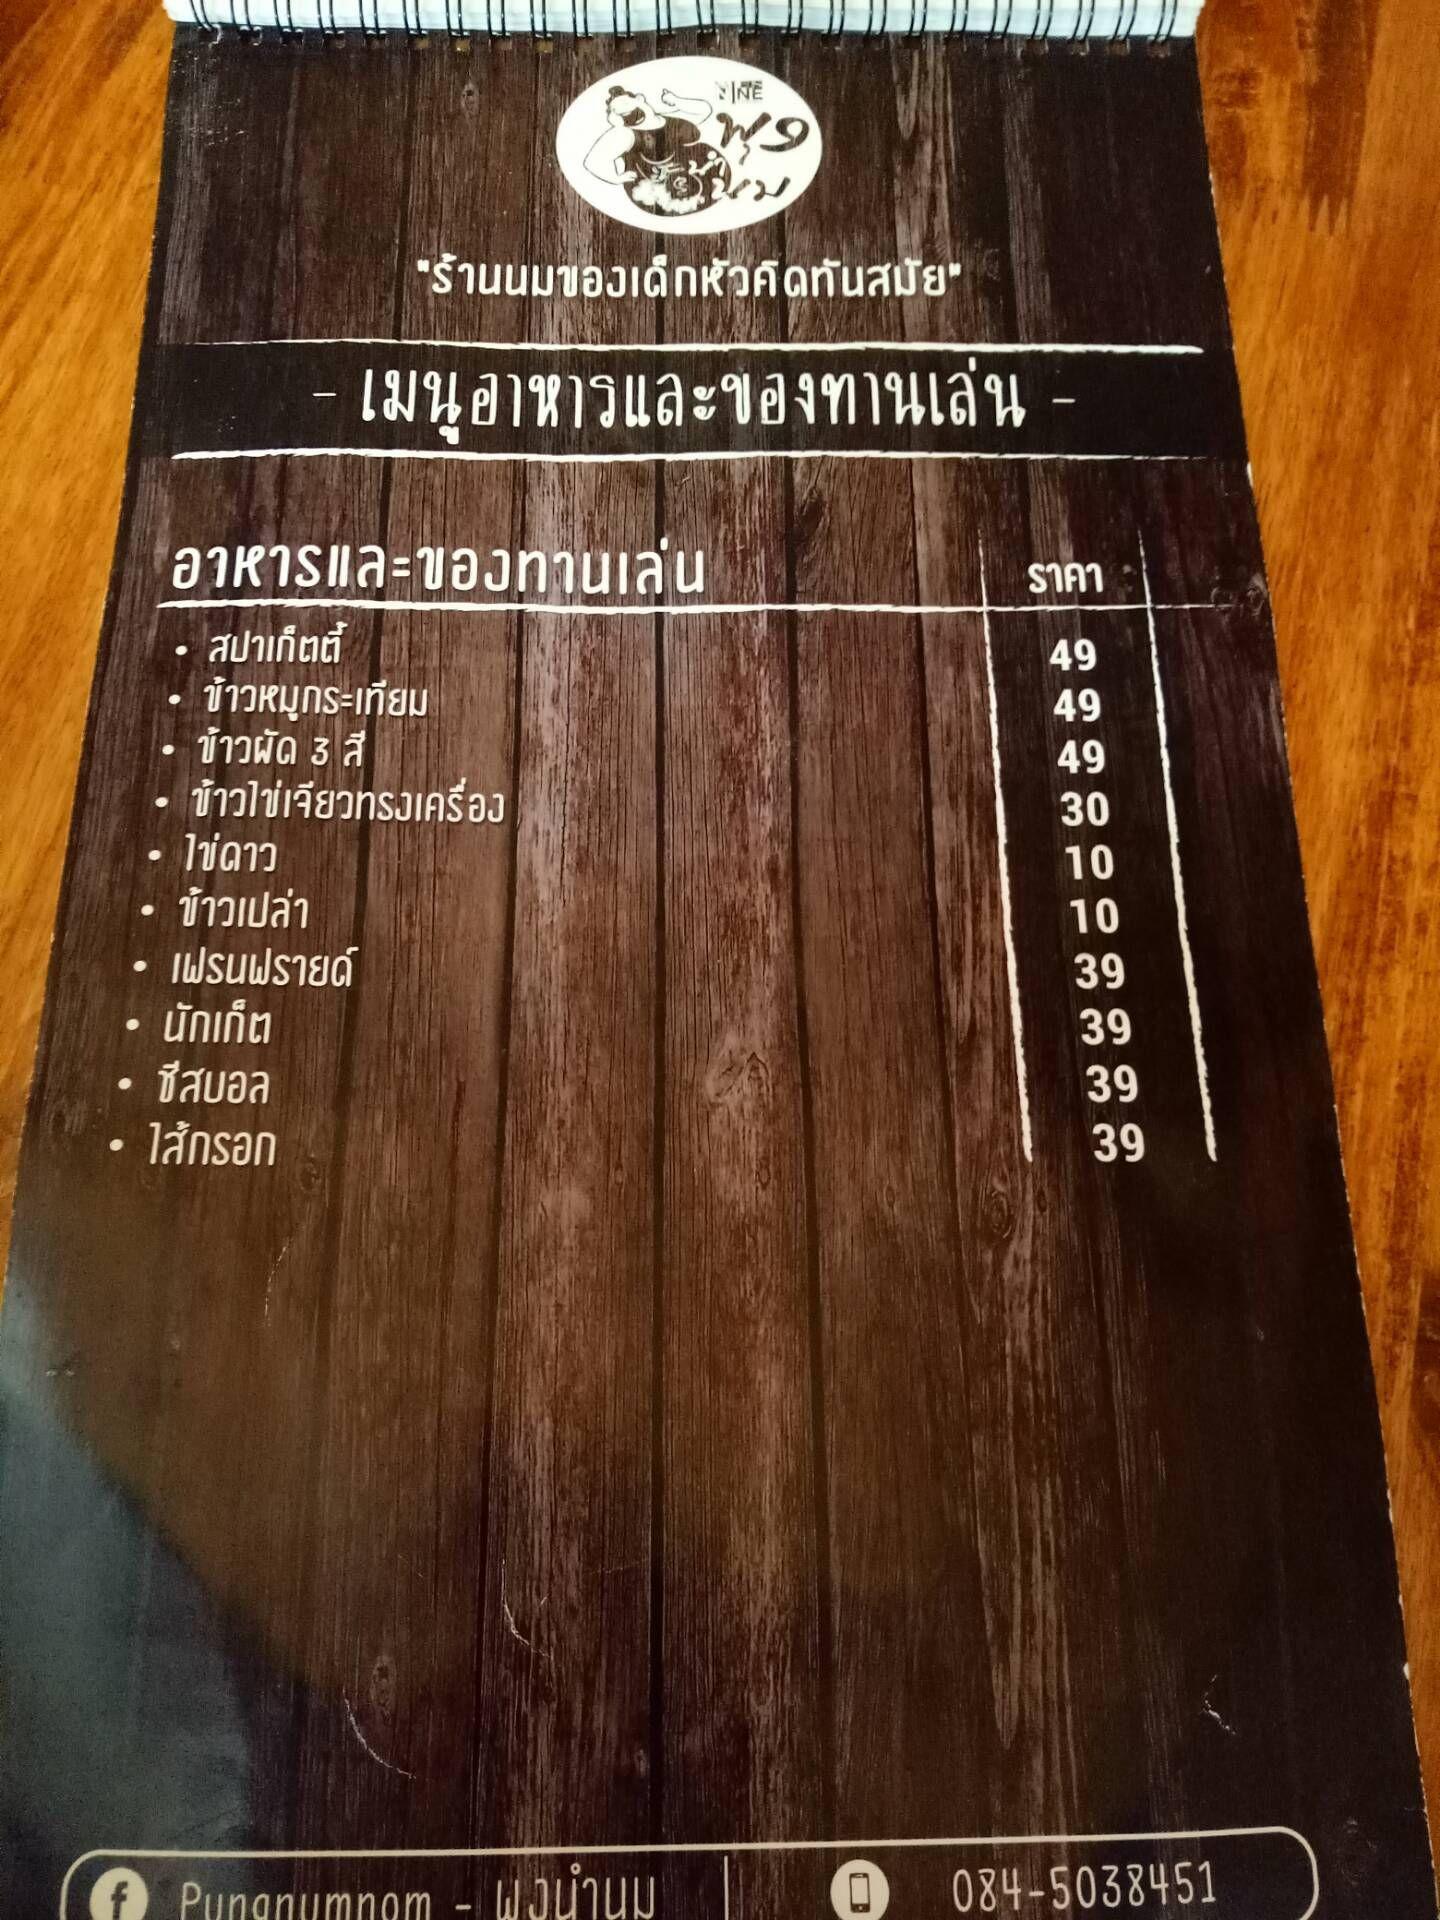 พุง
น้ำ
นม
"ร้านนมของเด็กหัวคิดทันสมัย"
- เมนูอาหารและของทานเล่น -
อาหารและของทานเล่น ราคา
• สปาเก็ตตี้ 49
• ข้าวหมูกระเทียม 49
• ข้าวผัด 3 สี 49
• ข้าวไข่เจียวทรงเครื่อง 30
• ไข่ดาว 10
• ข้าวเปล่า 10
• เฟรนฟรายด์ 39
• นักเก็ต 39
• ชีสบอล 39
• ไส้กรอก 39
Pungnumnom - พุงน้ำนม | 084-5038451